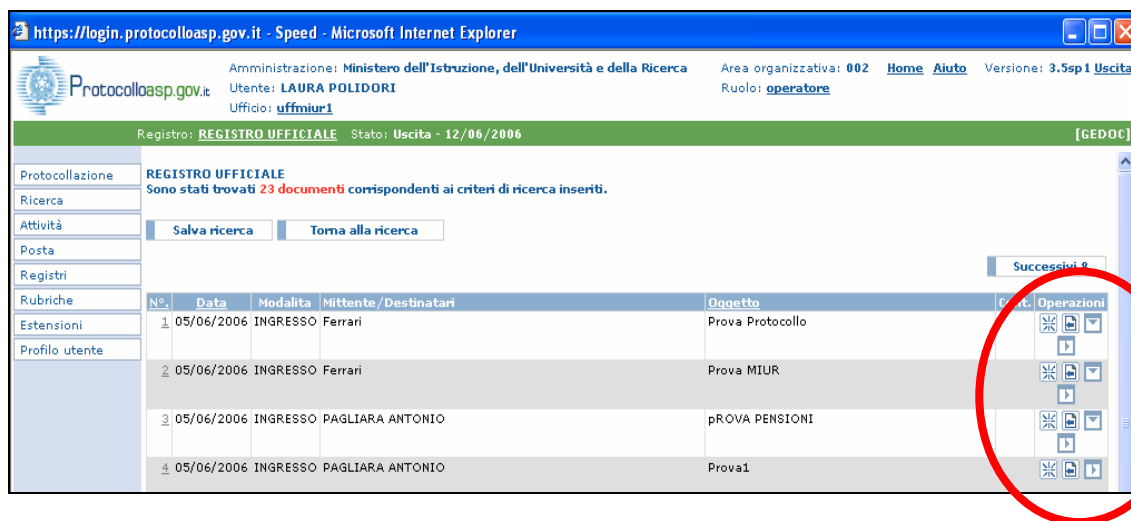 https://login.protocolloasp.gov.it - Speed - Microsoft Internet Explorer
Protocolloasp.gov.it
Amministrazione: Ministero dell'Istruzione, dell'Università e della Ricerca
Utente: LAURA POLIDORI
Ufficio: uffmiur1
Area organizzativa: 002 Home Aiuto Versione: 3.5sp1 Uscita
Ruolo: operatore
Registro: REGISTRO UFFICIALE Stato: Uscita - 12/06/2006 [GEDOC]
Protocollazione
Ricerca
Attività
Posta
Registri
Rubriche
Estensioni
Profilo utente
REGISTRO UFFICIALE
Sono stati trovati 23 documenti corrispondenti ai criteri di ricerca inseriti.
Salva ricerca Torna alla ricerca
Successivi 8
N°. Data Modalita Mittente/Destinatari Oggetto Operazioni
1 05/06/2006 INGRESSO Ferrari Prova Protocollo
2 05/06/2006 INGRESSO Ferrari Prova MIUR
3 05/06/2006 INGRESSO PAGLIARA ANTONIO pROVA PENSIONI
4 05/06/2006 INGRESSO PAGLIARA ANTONIO Prova1